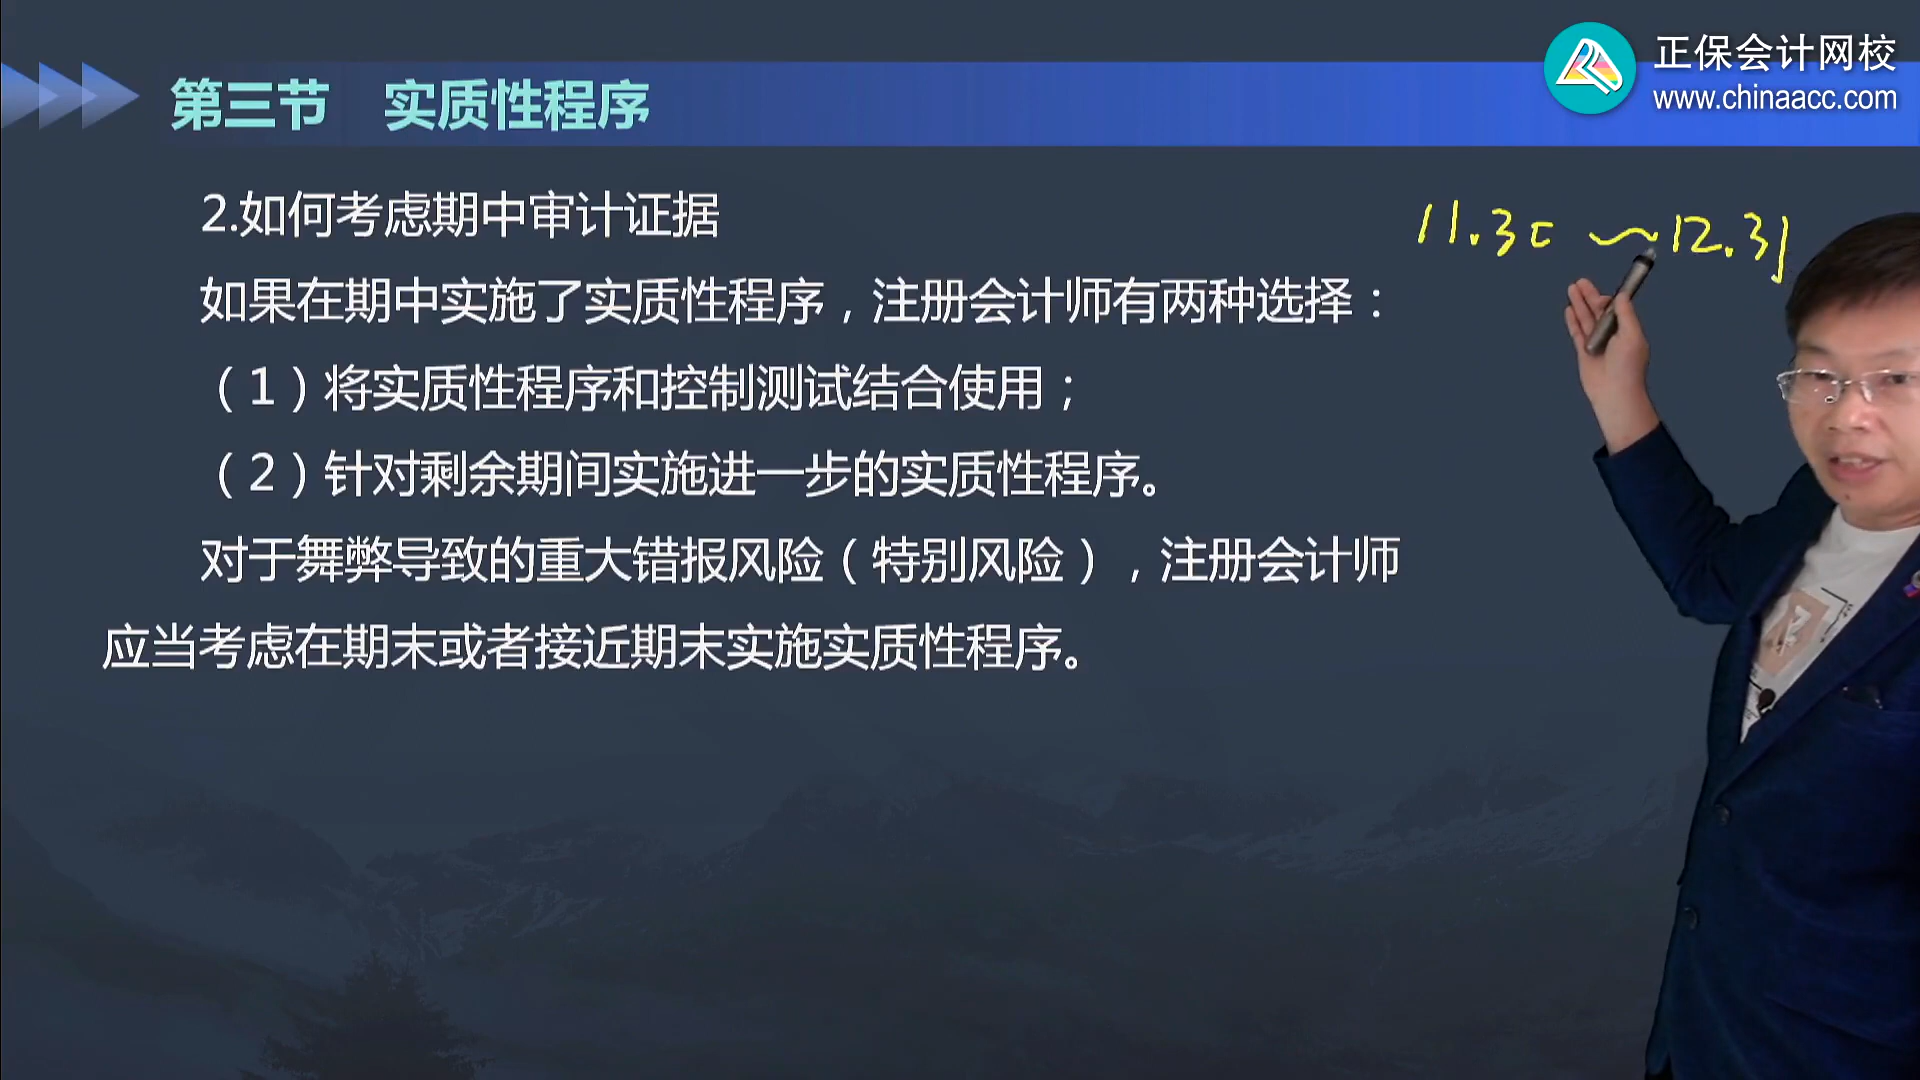 正保会计网校
www.chinaacc.com
第三节 实质性程序
2.如何考虑期中审计证据
11.30 ~12.31
如果在期中实施了实质性程序，注册会计师有两种选择：
（1）将实质性程序和控制测试结合使用；
（2）针对剩余期间实施进一步的实质性程序。
对于舞弊导致的重大错报风险（特别风险），注册会计师
应当考虑在期末或者接近期末实施实质性程序。